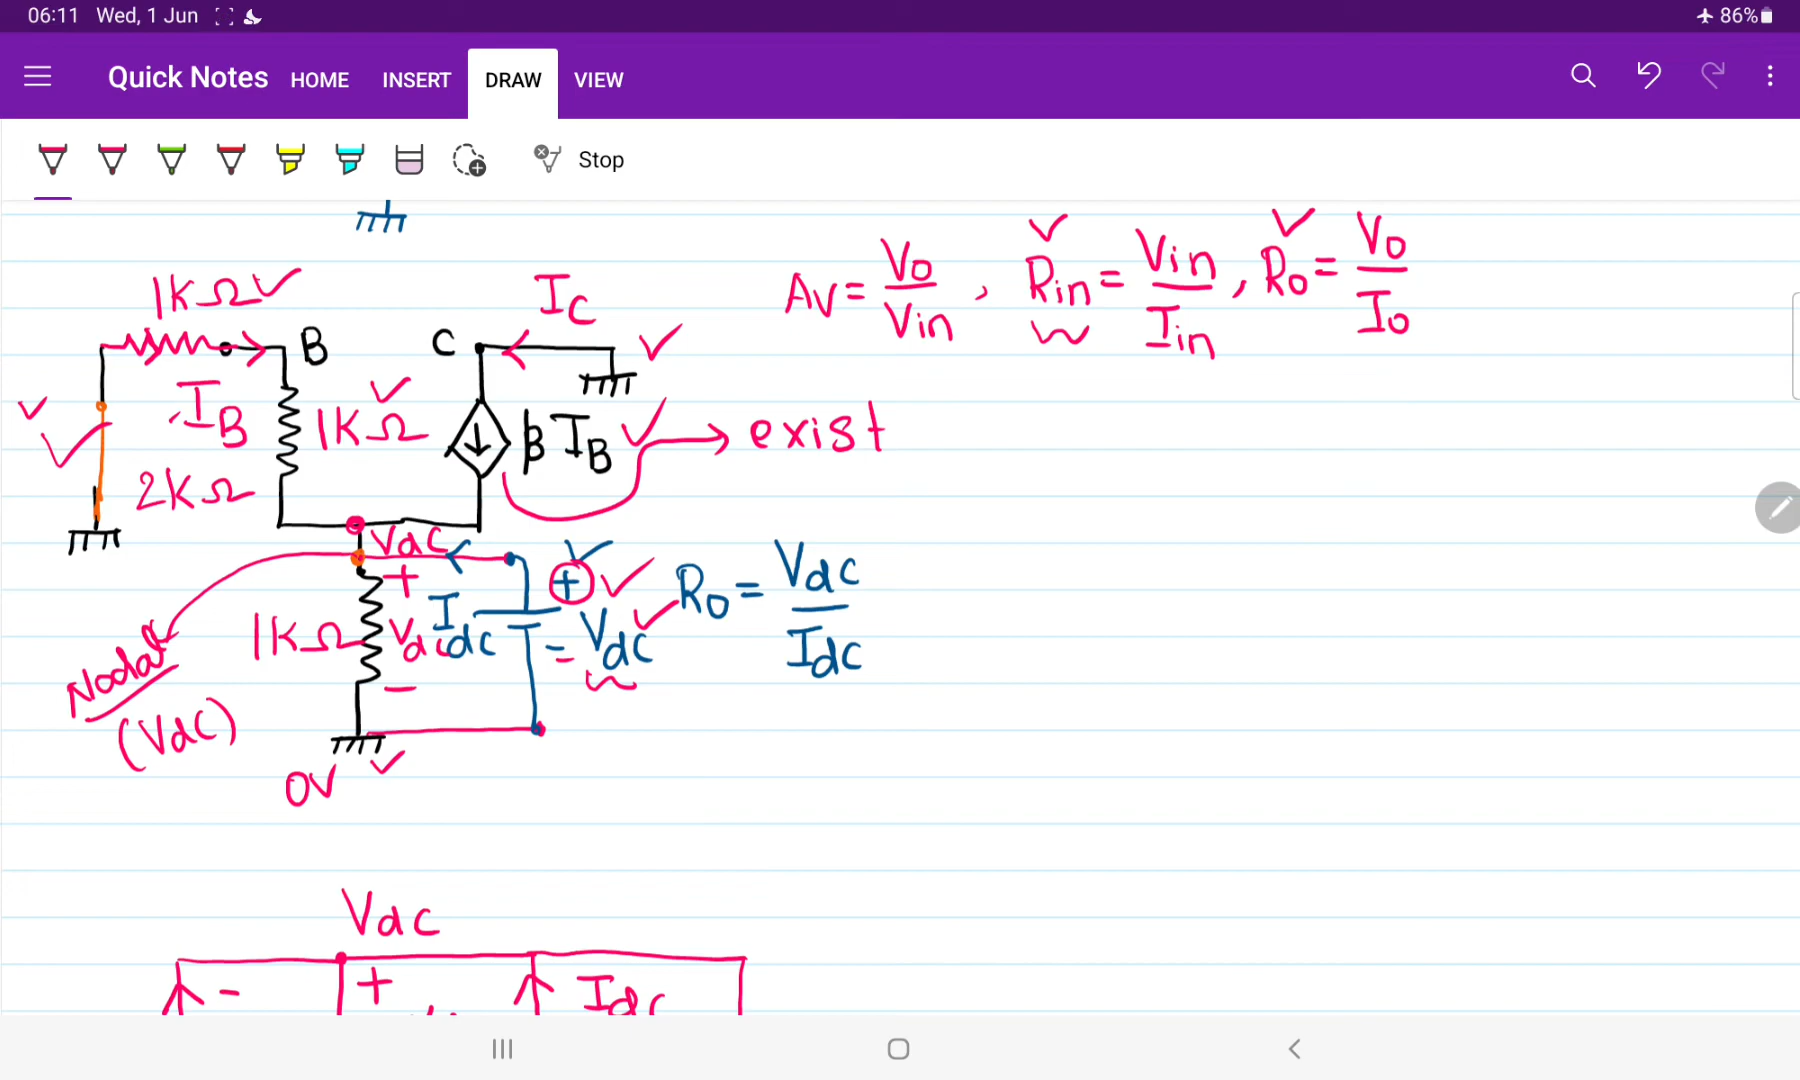 06:11 Wed, 1 Jun 86%
Quick Notes HOME INSERT DRAW VIEW
Stop
1KΩ IC AV = Vo/Vin , Rin = Vin/Iin , Ro = Vo/Io
B C
IB 1KΩ βIB → exist
2KΩ
Vdc
+ + Ro = Vdc/Idc
1KΩ Vdc Idc = Vdc
Nodal −
(Vdc)
0V
Vdc
− + Idc